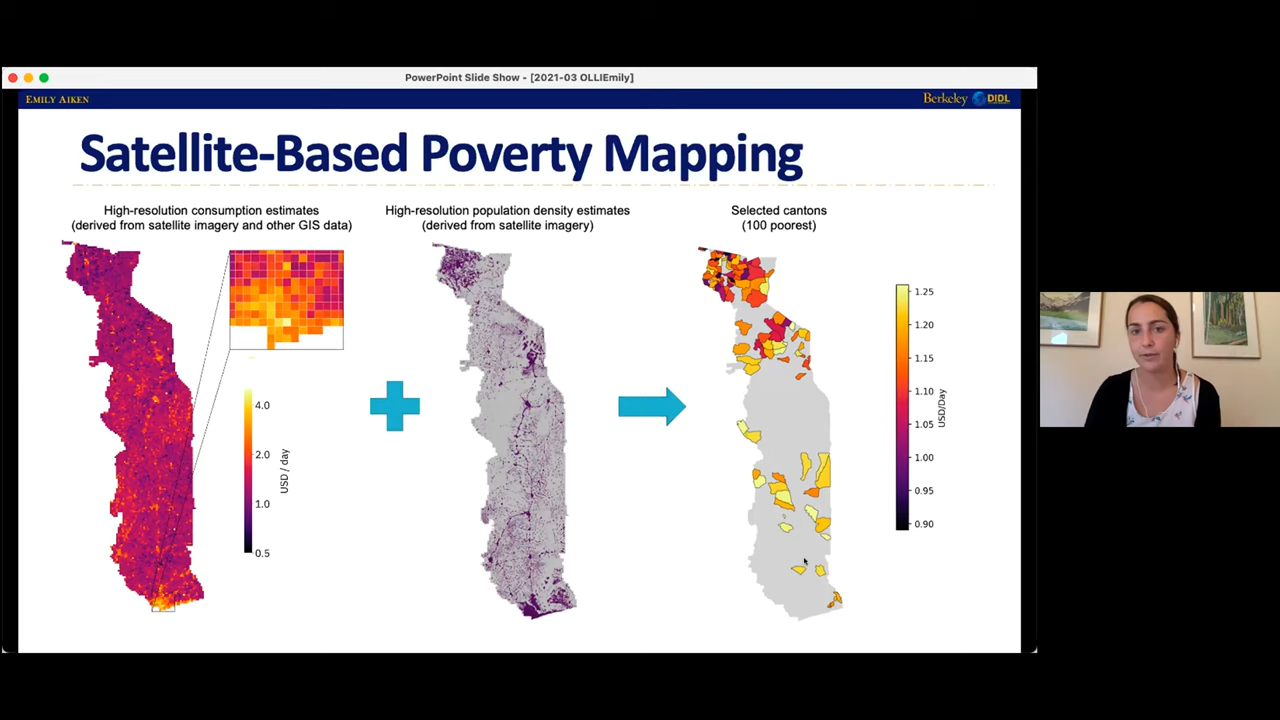 PowerPoint Slide Show - [2021-03 OLLIEmily]
EMILY AIKEN
Berkeley DIDL
Satellite-Based Poverty Mapping
High-resolution consumption estimates
(derived from satellite imagery and other GIS data)
High-resolution population density estimates
(derived from satellite imagery)
Selected cantons
(100 poorest)
4.0
2.0
1.0
0.5
USD / day
1.25
1.20
1.15
1.10
1.05
1.00
0.95
0.90
USD/Day